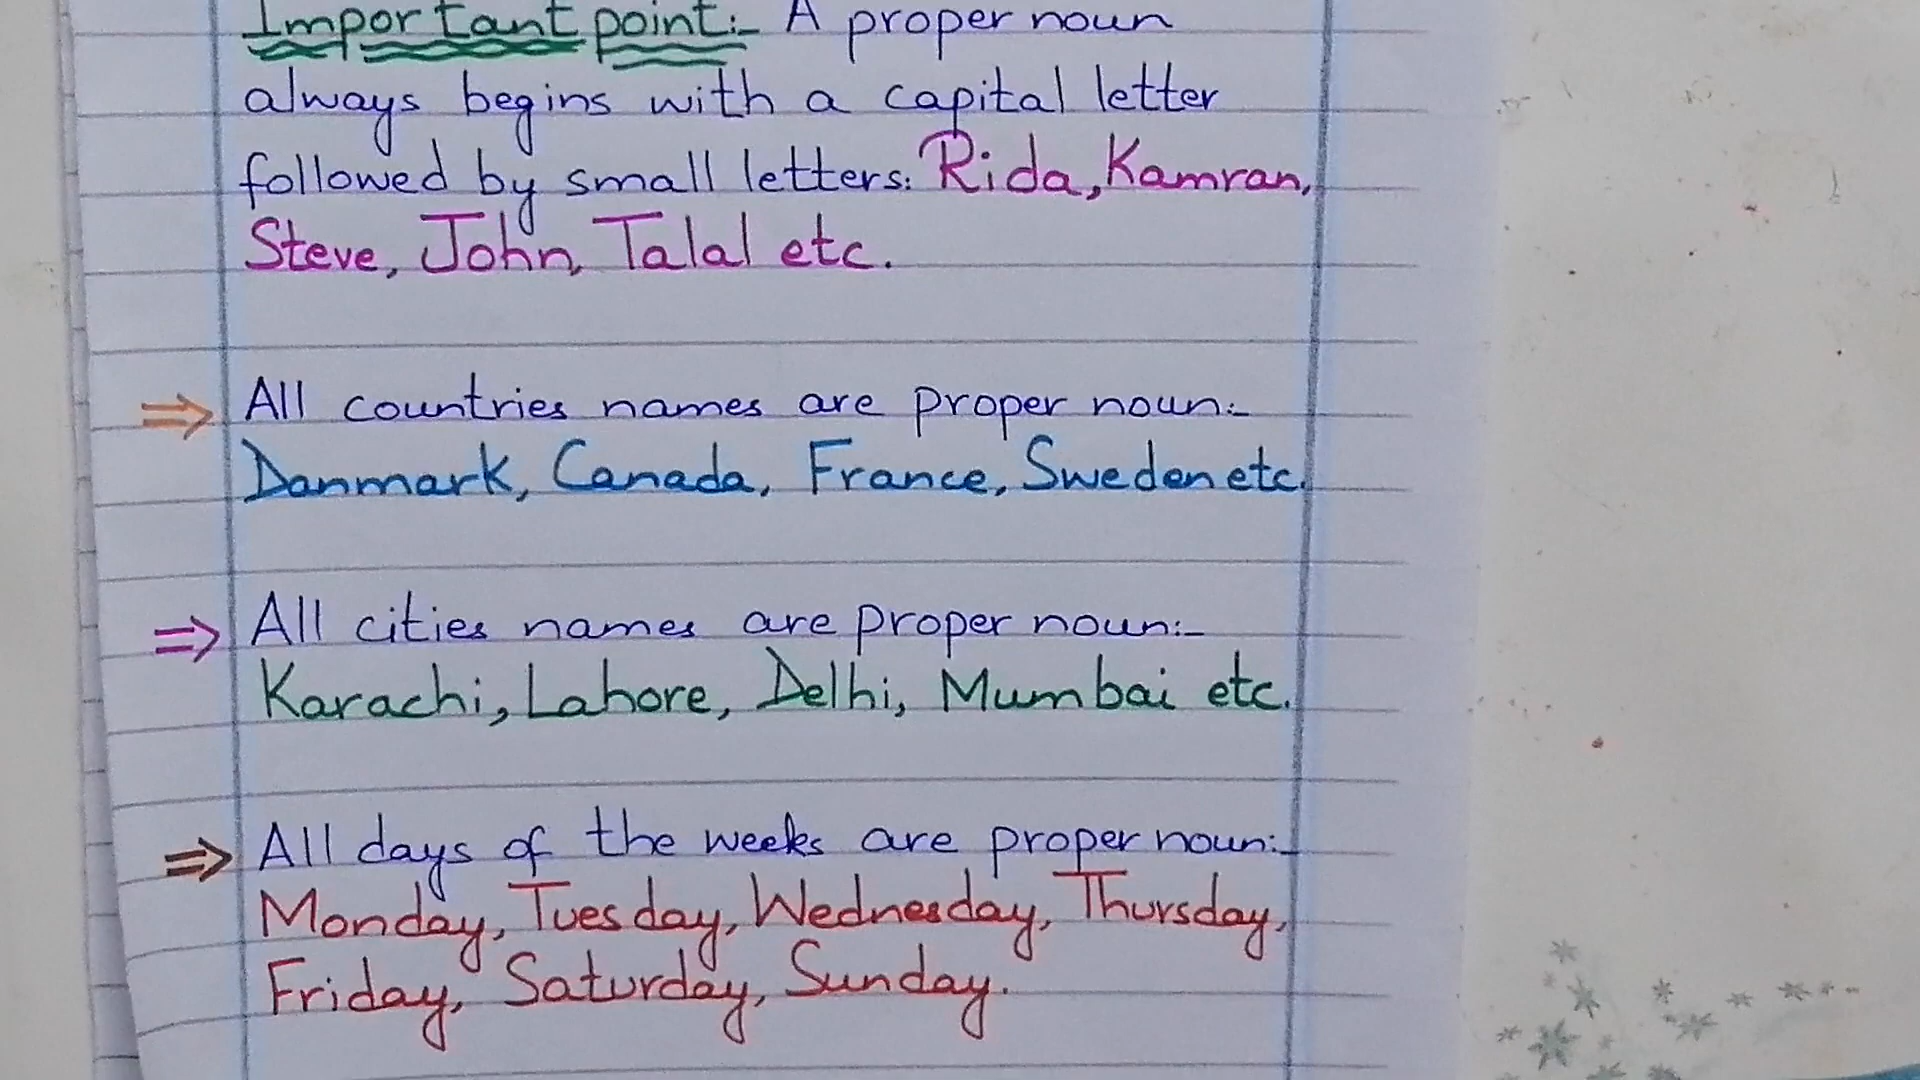 Important point:- A proper noun
always begins with a capital letter
followed by small letters: Rida, Kamran,
Steve, John, Talal etc.
⇒ All countries names are proper noun:-
Danmark, Canada, France, Sweden etc.
⇒ All cities names are proper noun:-
Karachi, Lahore, Delhi, Mumbai etc.
⇒ All days of the weeks are proper noun:-
Monday, Tuesday, Wednesday, Thursday,
Friday, Saturday, Sunday.